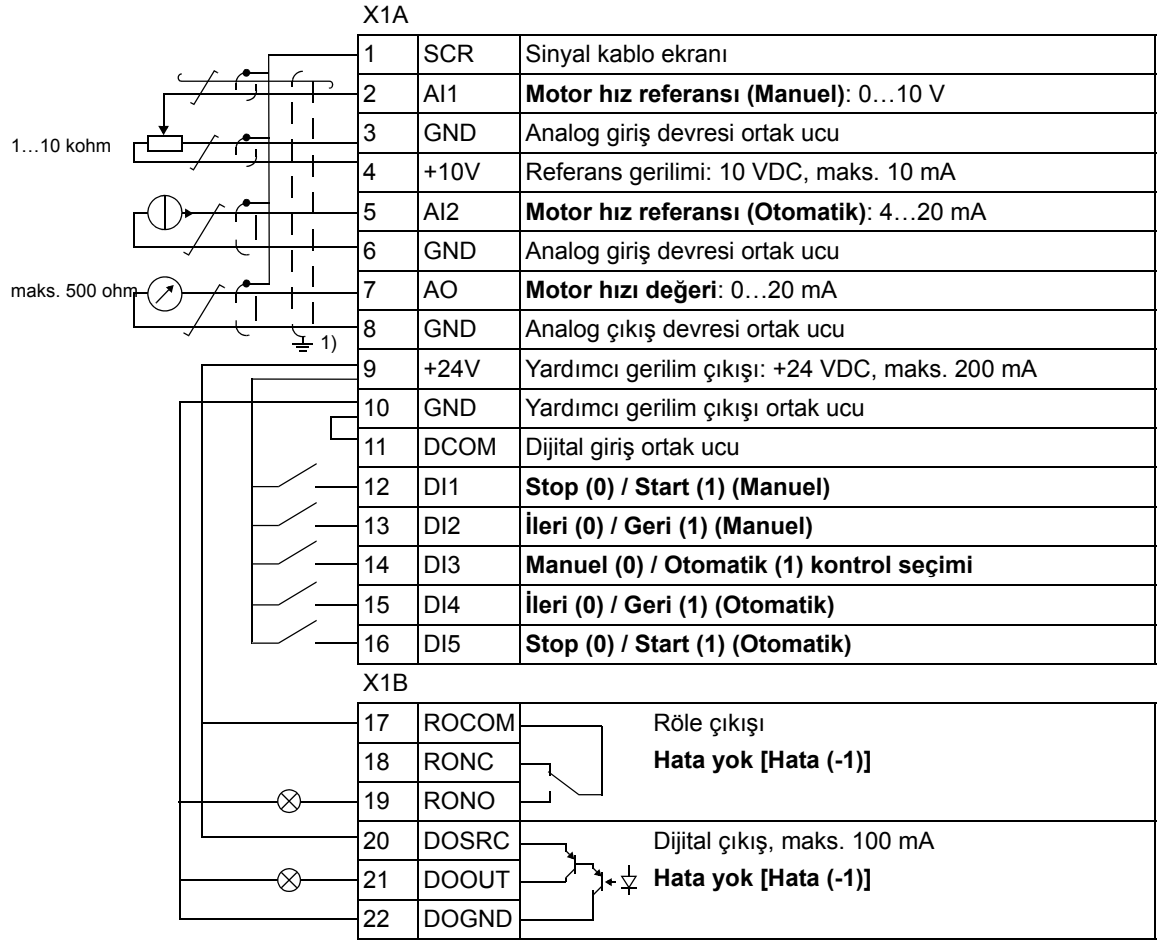 X1A
1 SCR Sinyal kablo ekranı
2 AI1 Motor hız referansı (Manuel): 0…10 V
1…10 kohm
3 GND Analog giriş devresi ortak ucu
4 +10V Referans gerilimi: 10 VDC, maks. 10 mA
5 AI2 Motor hız referansı (Otomatik): 4…20 mA
6 GND Analog giriş devresi ortak ucu
maks. 500 ohm
7 AO Motor hızı değeri: 0…20 mA
8 GND Analog çıkış devresi ortak ucu
1)
9 +24V Yardımcı gerilim çıkışı: +24 VDC, maks. 200 mA
10 GND Yardımcı gerilim çıkışı ortak ucu
11 DCOM Dijital giriş ortak ucu
12 DI1 Stop (0) / Start (1) (Manuel)
13 DI2 İleri (0) / Geri (1) (Manuel)
14 DI3 Manuel (0) / Otomatik (1) kontrol seçimi
15 DI4 İleri (0) / Geri (1) (Otomatik)
16 DI5 Stop (0) / Start (1) (Otomatik)
X1B
17 ROCOM Röle çıkışı
18 RONC Hata yok [Hata (-1)]
19 RONO
20 DOSRC Dijital çıkış, maks. 100 mA
21 DOOUT Hata yok [Hata (-1)]
22 DOGND